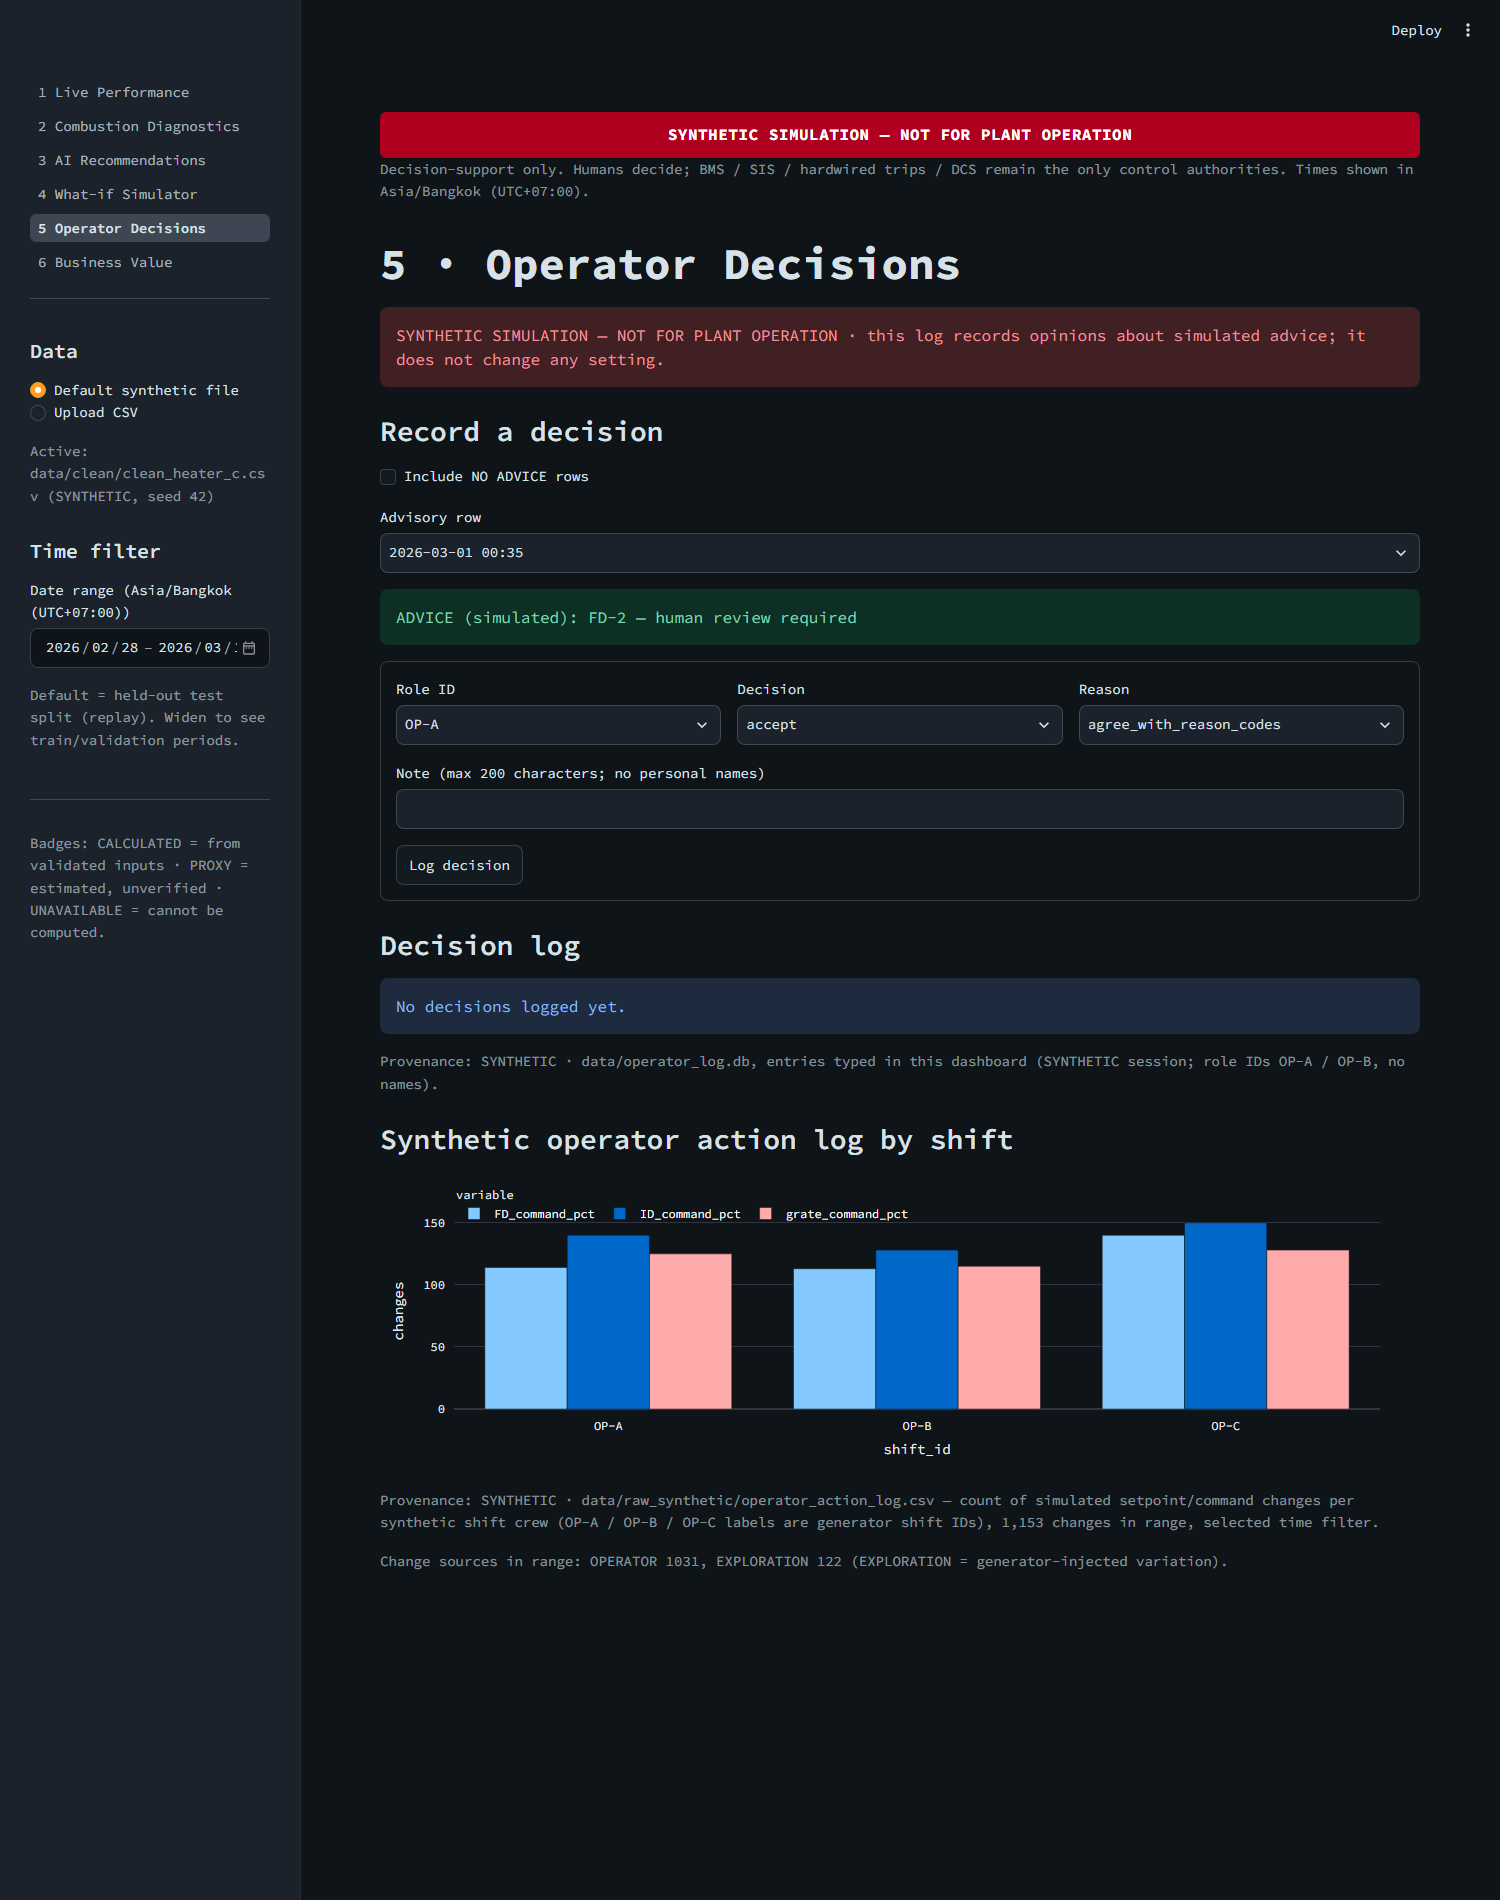 Deploy
1 Live Performance
2 Combustion Diagnostics
3 AI Recommendations
4 What-if Simulator
5 Operator Decisions
6 Business Value
Data
Default synthetic file
Upload CSV
Active:
data/clean/clean_heater_c.cs
v (SYNTHETIC, seed 42)
Time filter
Date range (Asia/Bangkok
(UTC+07:00))
2026/02/28 – 2026/03/
Default = held-out test
split (replay). Widen to see
train/validation periods.
Badges: CALCULATED = from
validated inputs · PROXY =
estimated, unverified ·
UNAVAILABLE = cannot be
computed.
SYNTHETIC SIMULATION — NOT FOR PLANT OPERATION
Decision-support only. Humans decide; BMS / SIS / hardwired trips / DCS remain the only control authorities. Times shown in
Asia/Bangkok (UTC+07:00).
5 · Operator Decisions
SYNTHETIC SIMULATION — NOT FOR PLANT OPERATION · this log records opinions about simulated advice; it
does not change any setting.
Record a decision
Include NO ADVICE rows
Advisory row
2026-03-01 00:35
ADVICE (simulated): FD-2 — human review required
Role ID
Decision
Reason
OP-A
accept
agree_with_reason_codes
Note (max 200 characters; no personal names)
Log decision
Decision log
No decisions logged yet.
Provenance: SYNTHETIC · data/operator_log.db, entries typed in this dashboard (SYNTHETIC session; role IDs OP-A / OP-B, no
names).
Synthetic operator action log by shift
variable
FD_command_pct
ID_command_pct
grate_command_pct
150
100
50
0
changes
OP-A
OP-B
OP-C
shift_id
Provenance: SYNTHETIC · data/raw_synthetic/operator_action_log.csv — count of simulated setpoint/command changes per
synthetic shift crew (OP-A / OP-B / OP-C labels are generator shift IDs), 1,153 changes in range, selected time filter.
Change sources in range: OPERATOR 1031, EXPLORATION 122 (EXPLORATION = generator-injected variation).